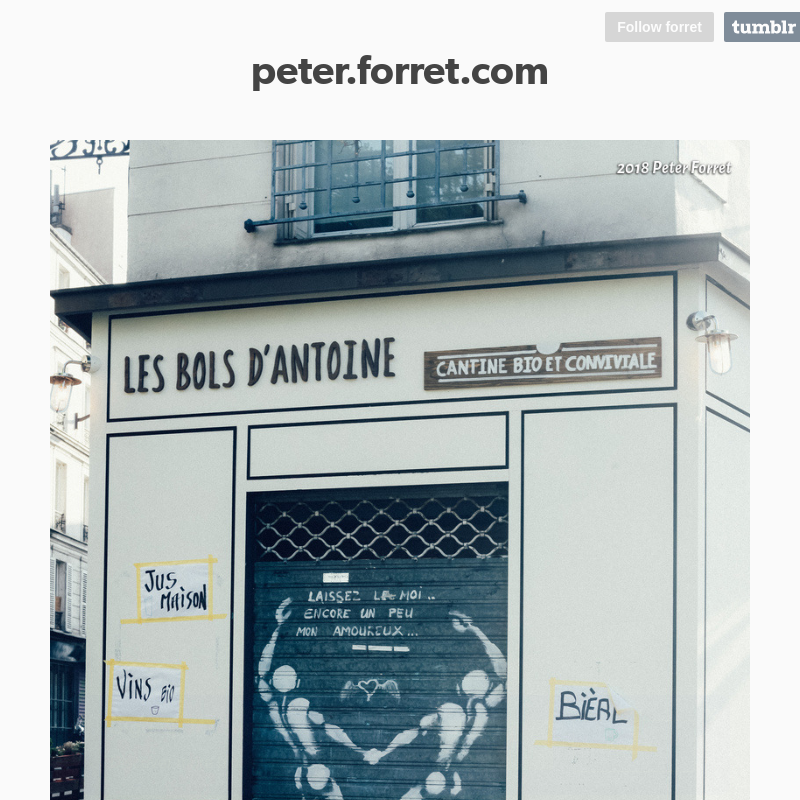 Follow forret
tumblr
peter.forret.com
2018 Peter Forret
LES BOLS D'ANTOINE
CANTINE BIO ET CONVIVIALE
LAISSEZ LE MOI ..
ENCORE UN PEU
MON AMOUREUX ...
JUS
MAISON
VINS BIO